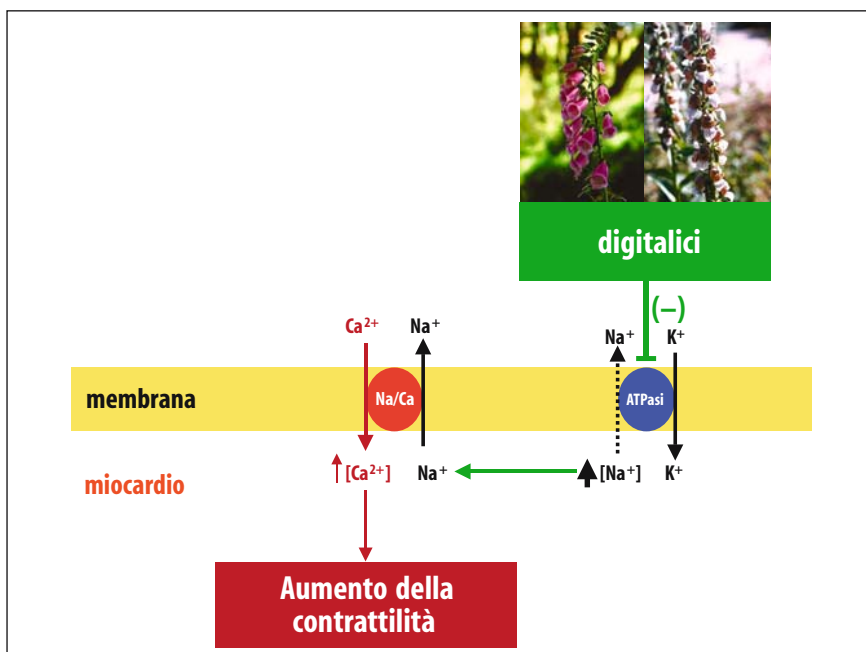 digitalici
(–)
Ca²⁺ Na⁺ Na⁺ K⁺
membrana Na/Ca ATPasi
[Ca²⁺] Na⁺ [Na⁺] K⁺
miocardio
Aumento della
contrattilità